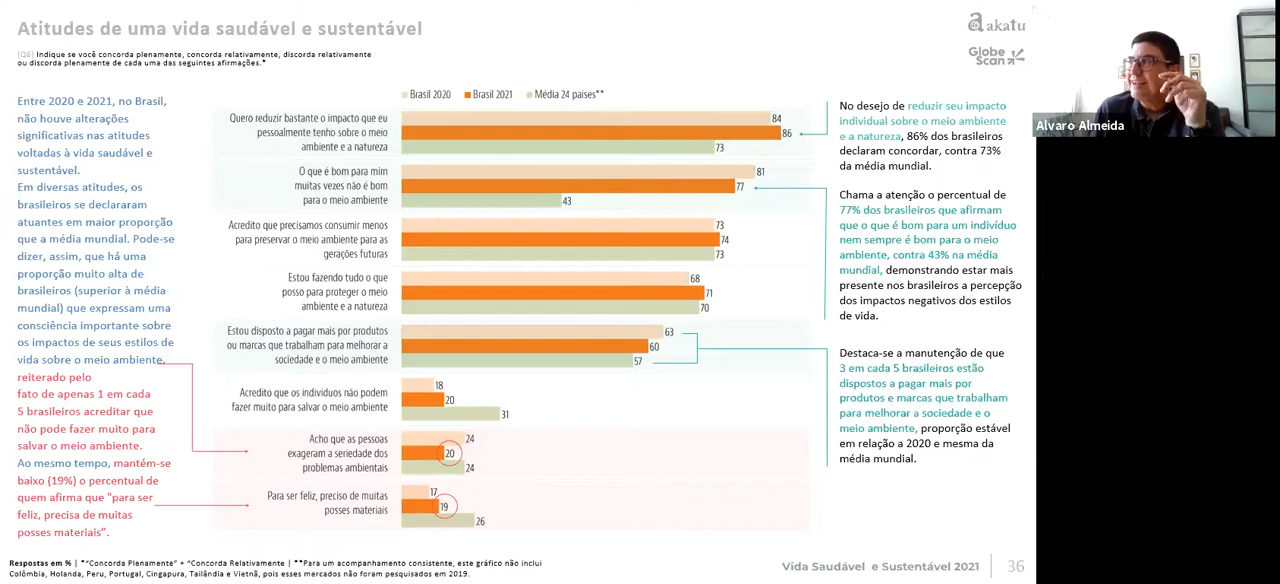 Atitudes de uma vida saudável e sustentável
(Q6) Indique se você concorda plenamente, concorda relativamente, discorda relativamente
ou discorda plenamente de cada uma das seguintes afirmações.*
akatu
Globe
Scan
Alvaro Almeida
Entre 2020 e 2021, no Brasil,
não houve alterações
significativas nas atitudes
voltadas à vida saudável e
sustentável.
Em diversas atitudes, os
brasileiros se declararam
atuantes em maior proporção
que a média mundial. Pode-se
dizer, assim, que há uma
proporção muito alta de
brasileiros (superior à média
mundial) que expressam uma
consciência importante sobre
os impactos de seus estilos de
vida sobre o meio ambiente,
reiterado pelo
fato de apenas 1 em cada
5 brasileiros acreditar que
não pode fazer muito para
salvar o meio ambiente.
Ao mesmo tempo, mantém-se
baixo (19%) o percentual de
quem afirma que "para ser
feliz, precisa de muitas
posses materiais".
Brasil 2020 Brasil 2021 Média 24 países**
Quero reduzir bastante o impacto que eu
pessoalmente tenho sobre o meio
ambiente e a natureza
84
86
73
O que é bom para mim
muitas vezes não é bom
para o meio ambiente
81
77
43
Acredito que precisamos consumir menos
para preservar o meio ambiente para as
gerações futuras
73
74
73
Estou fazendo tudo o que
posso para proteger o meio
ambiente e a natureza
68
71
70
Estou disposto a pagar mais por produtos
ou marcas que trabalham para melhorar a
sociedade e o meio ambiente
63
60
57
Acredito que os indivíduos não podem
fazer muito para salvar o meio ambiente
18
20
31
Acho que as pessoas
exageram a seriedade dos
problemas ambientais
24
20
24
Para ser feliz, preciso de muitas
posses materiais
17
19
26
No desejo de reduzir seu impacto
individual sobre o meio ambiente
e a natureza, 86% dos brasileiros
declaram concordar, contra 73%
da média mundial.
Chama a atenção o percentual de
77% dos brasileiros que afirmam
que o que é bom para um indivíduo
nem sempre é bom para o meio
ambiente, contra 43% na média
mundial, demonstrando estar mais
presente nos brasileiros a percepção
dos impactos negativos dos estilos
de vida.
Destaca-se a manutenção de que
3 em cada 5 brasileiros estão
dispostos a pagar mais por
produtos e marcas que trabalham
para melhorar a sociedade e o
meio ambiente, proporção estável
em relação a 2020 e mesma da
média mundial.
Respostas em % | *"Concorda Plenamente" + "Concorda Relativamente | **Para um acompanhamento consistente, este gráfico não inclui
Colômbia, Holanda, Peru, Portugal, Cingapura, Tailândia e Vietnã, pois esses mercados não foram pesquisados em 2019.
Vida Saudável e Sustentável 2021 | 36